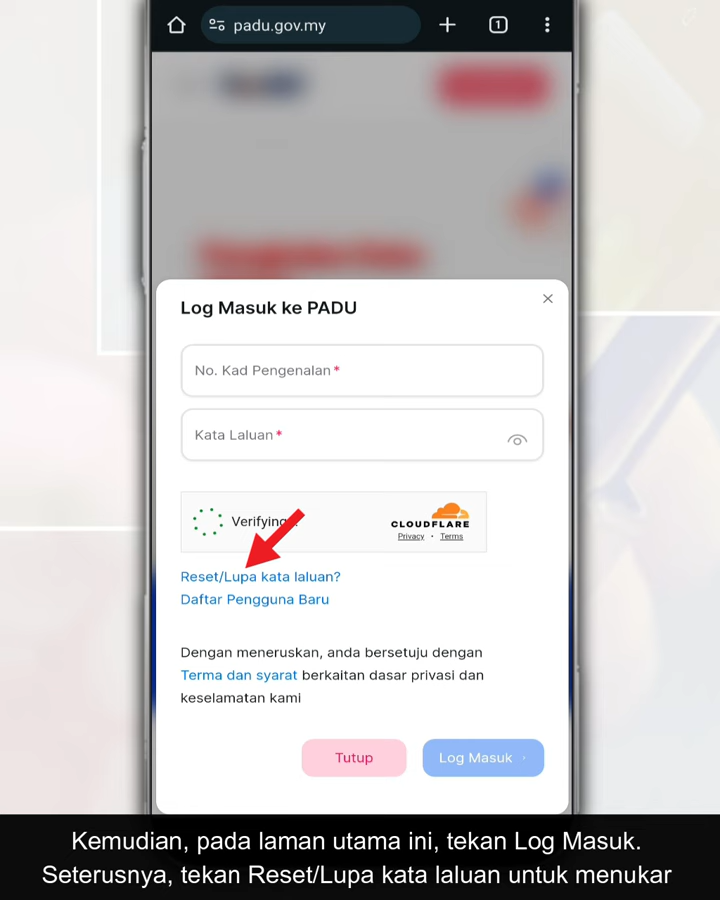 padu.gov.my
1
Log Masuk ke PADU
No. Kad Pengenalan *
Kata Laluan *
Verifying
CLOUDFLARE
Privacy • Terms
Reset/Lupa kata laluan?
Daftar Pengguna Baru
Dengan meneruskan, anda bersetuju dengan
Terma dan syarat berkaitan dasar privasi dan
keselamatan kami
Tutup
Log Masuk
Kemudian, pada laman utama ini, tekan Log Masuk.
Seterusnya, tekan Reset/Lupa kata laluan untuk menukar